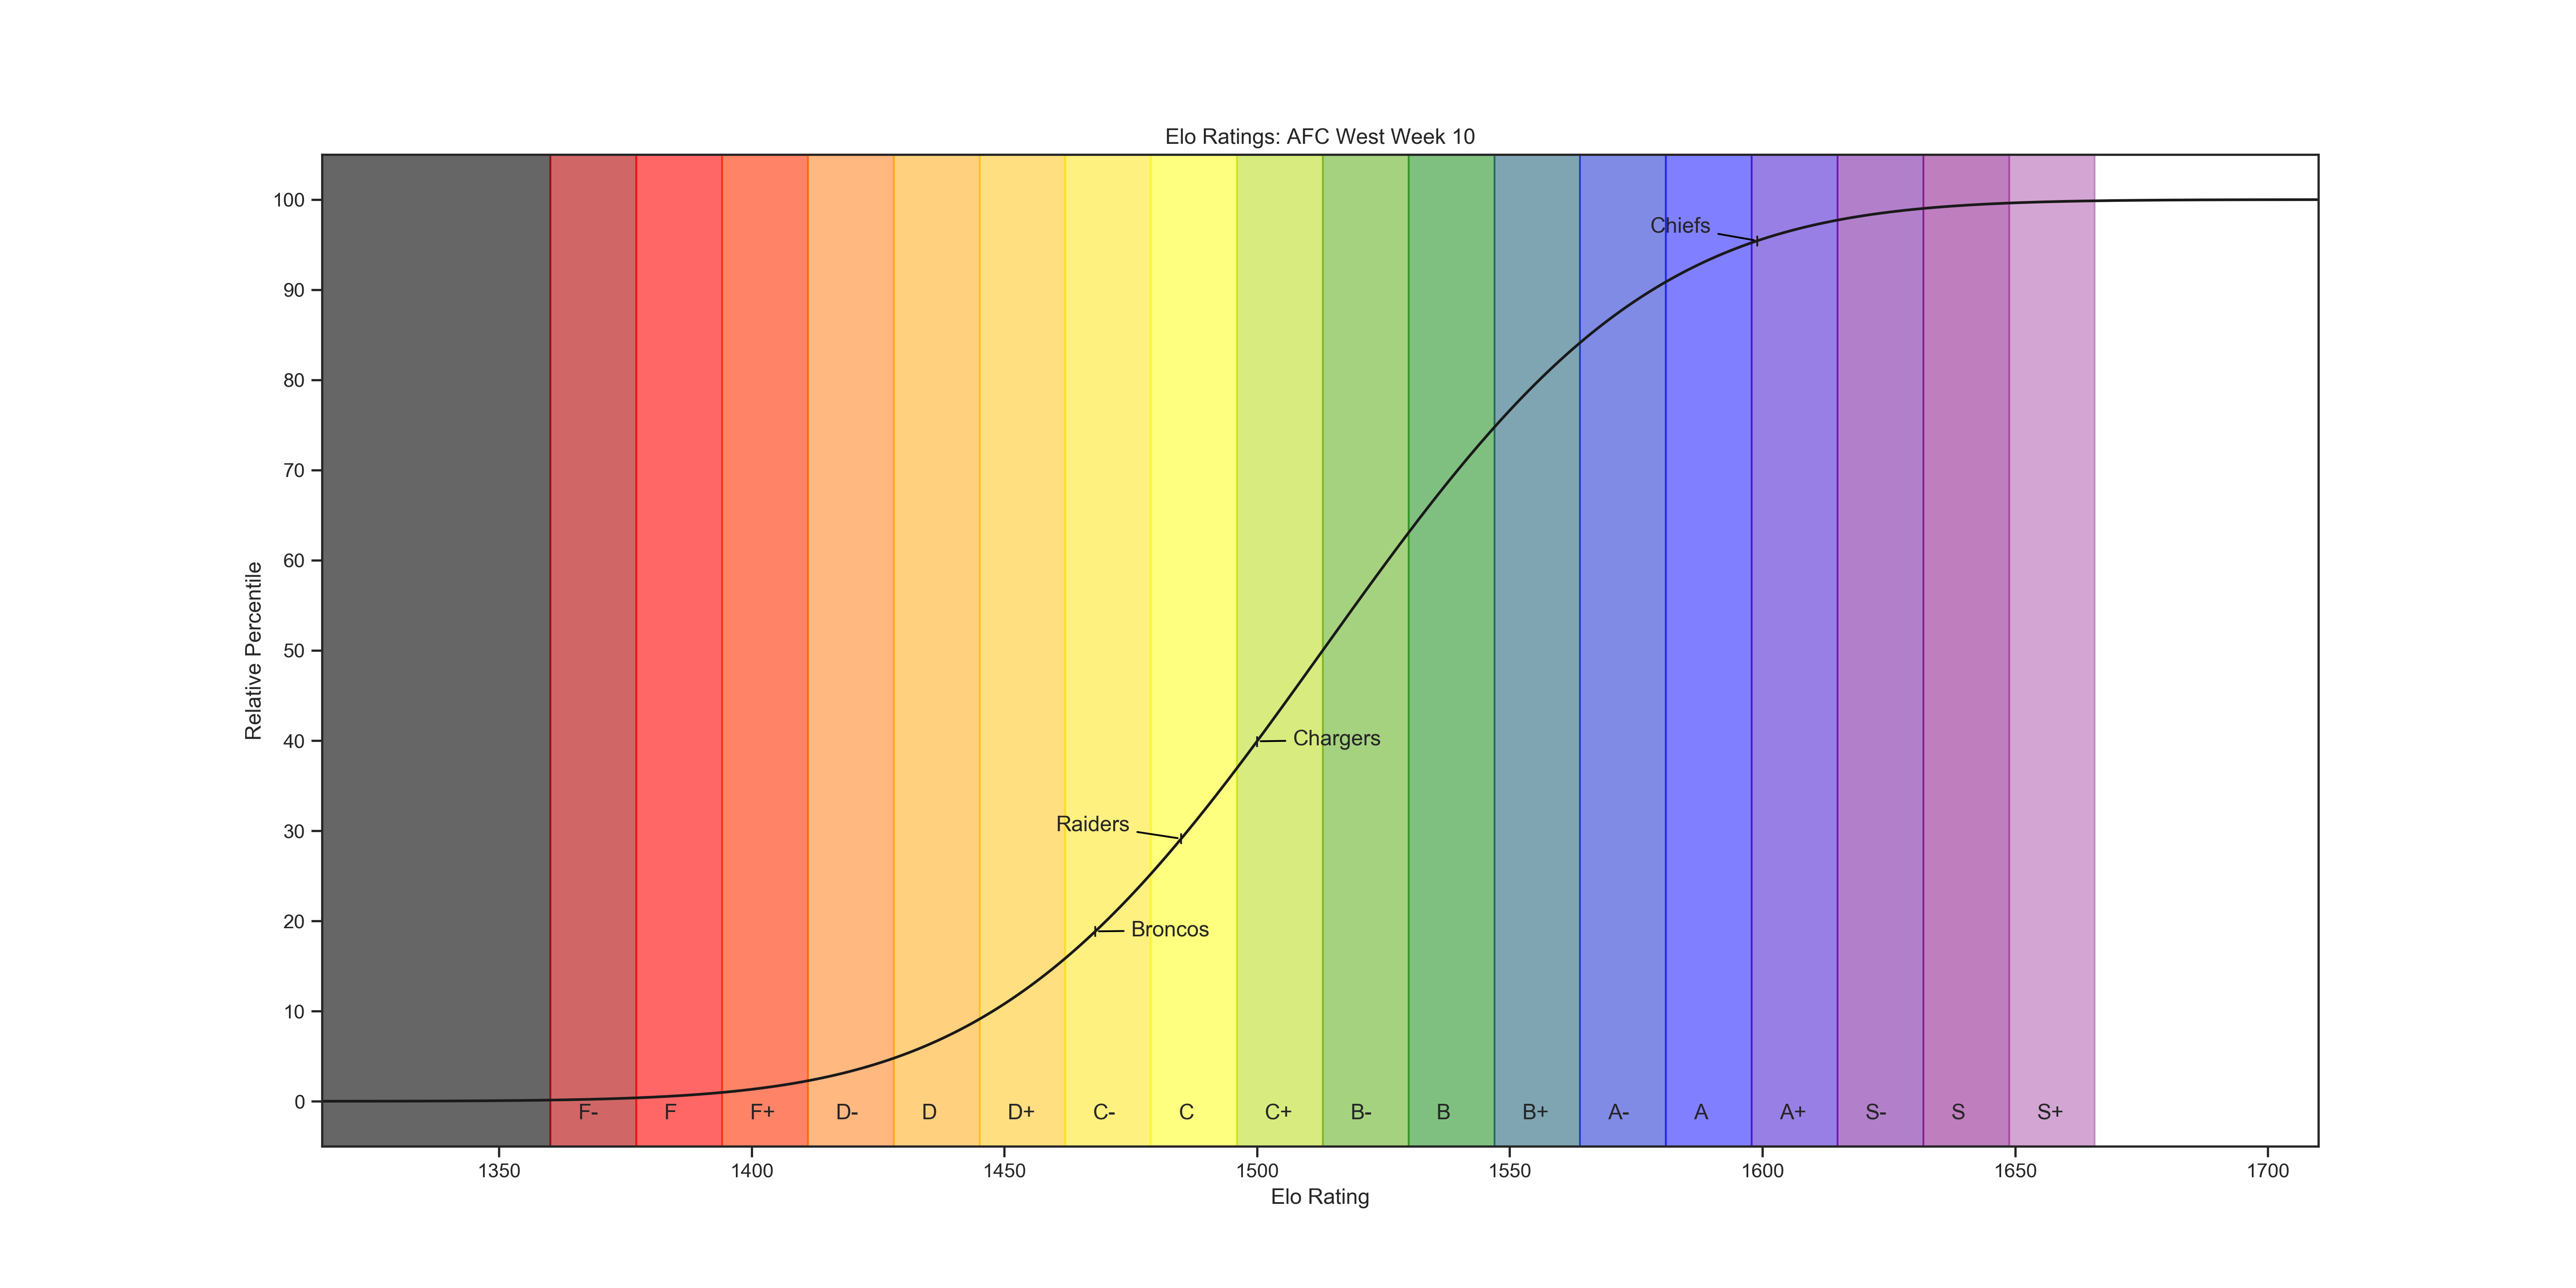 Elo Ratings: AFC West Week 10
Relative Percentile
100
90
80
70
60
50
40
30
20
10
0
Chiefs
Chargers
Raiders
Broncos
F- F F+ D- D D+ C- C C+ B- B B+ A- A A+ S- S S+
1350 1400 1450 1500 1550 1600 1650 1700
Elo Rating